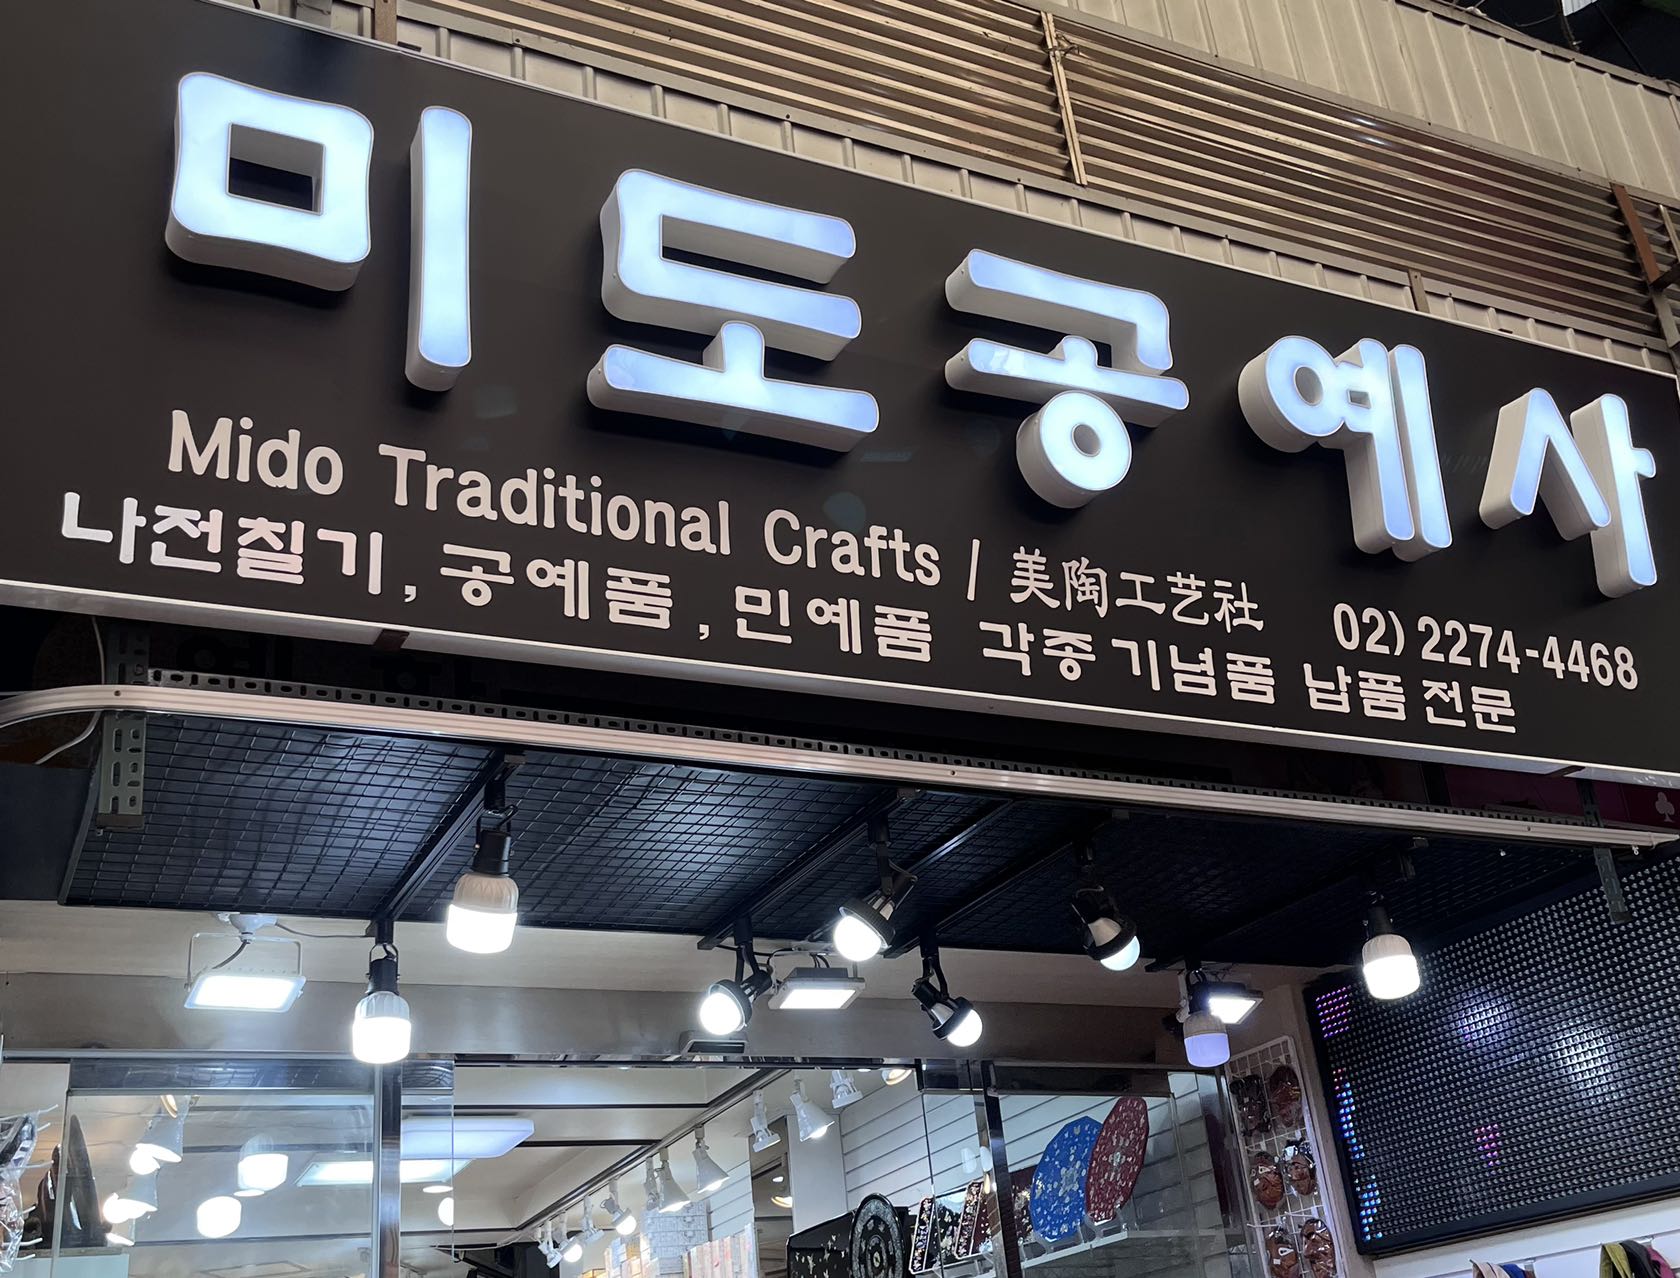 미도공예사
Mido Traditional Crafts / 美陶工艺社 02) 2274-4468
나전칠기, 공예품, 민예품 각종기념품 납품전문